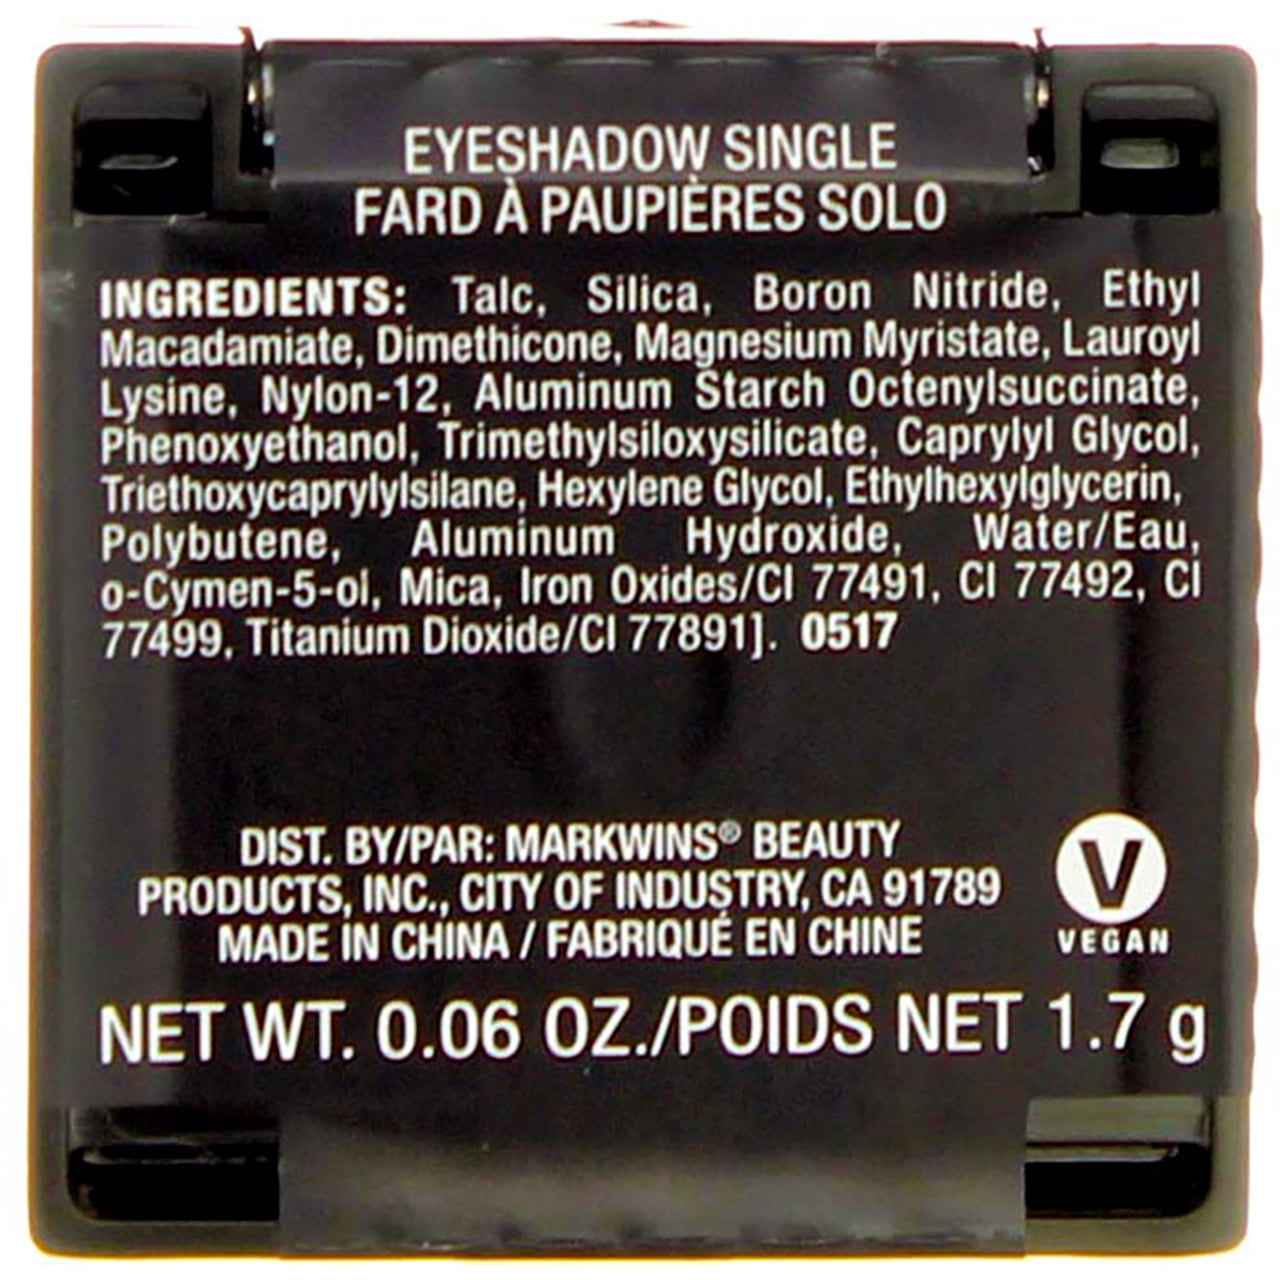 EYESHADOW SINGLE
FARD À PAUPIÈRES SOLO
INGREDIENTS: Talc, Silica, Boron Nitride, Ethyl
Macadamiate, Dimethicone, Magnesium Myristate, Lauroyl
Lysine, Nylon-12, Aluminum Starch Octenylsuccinate,
Phenoxyethanol, Trimethylsiloxysilicate, Caprylyl Glycol,
Triethoxycaprylylsilane, Hexylene Glycol, Ethylhexylglycerin,
Polybutene, Aluminum Hydroxide, Water/Eau,
o-Cymen-5-ol, Mica, Iron Oxides/CI 77491, CI 77492, CI
77499, Titanium Dioxide/CI 77891]. 0517
DIST. BY/PAR: MARKWINS® BEAUTY
PRODUCTS, INC., CITY OF INDUSTRY, CA 91789
MADE IN CHINA / FABRIQUÉ EN CHINE
V
VEGAN
NET WT. 0.06 OZ./POIDS NET 1.7 g